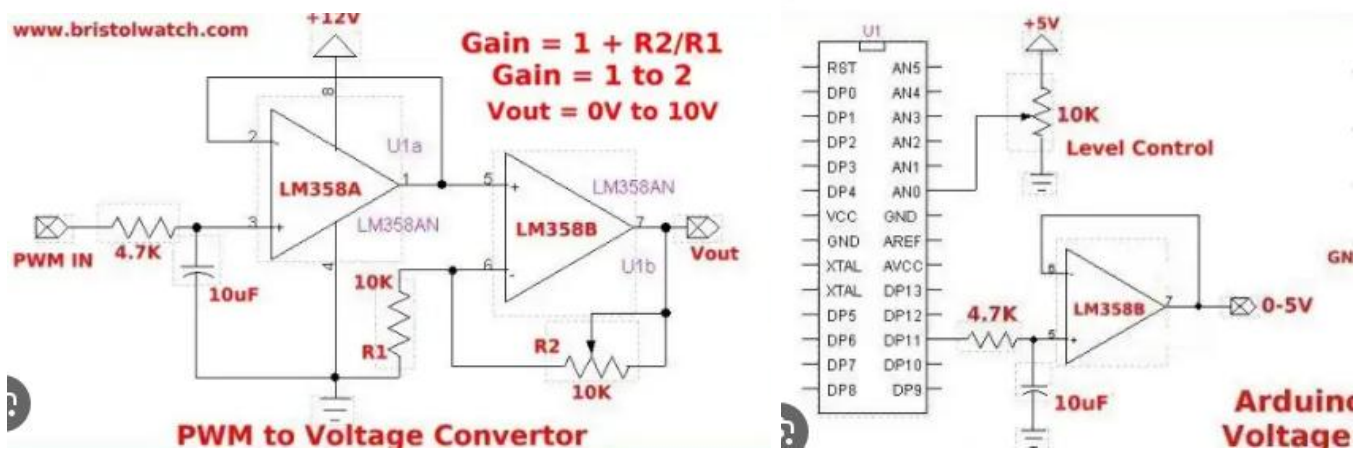 www.bristolwatch.com
+12V
Gain = 1 + R2/R1
Gain = 1 to 2
Vout = 0V to 10V
8
2
-
U1a
LM358A
1
LM358AN
3
+
4
PWM IN
4.7K
10uF
5
+
LM358AN
LM358B
7
Vout
U1b
6
-
10K
R1
R2
10K
PWM to Voltage Convertor
U1
RST AN5
DP0 AN4
DP1 AN3
DP2 AN2
DP3 AN1
DP4 AN0
VCC GND
GND AREF
XTAL AVCC
XTAL DP13
DP5 DP12
DP6 DP11
DP7 DP10
DP8 DP9
+5V
10K
Level Control
6
-
LM358B
7
0-5V
4.7K
5
+
10uF
GN
Arduino
Voltage